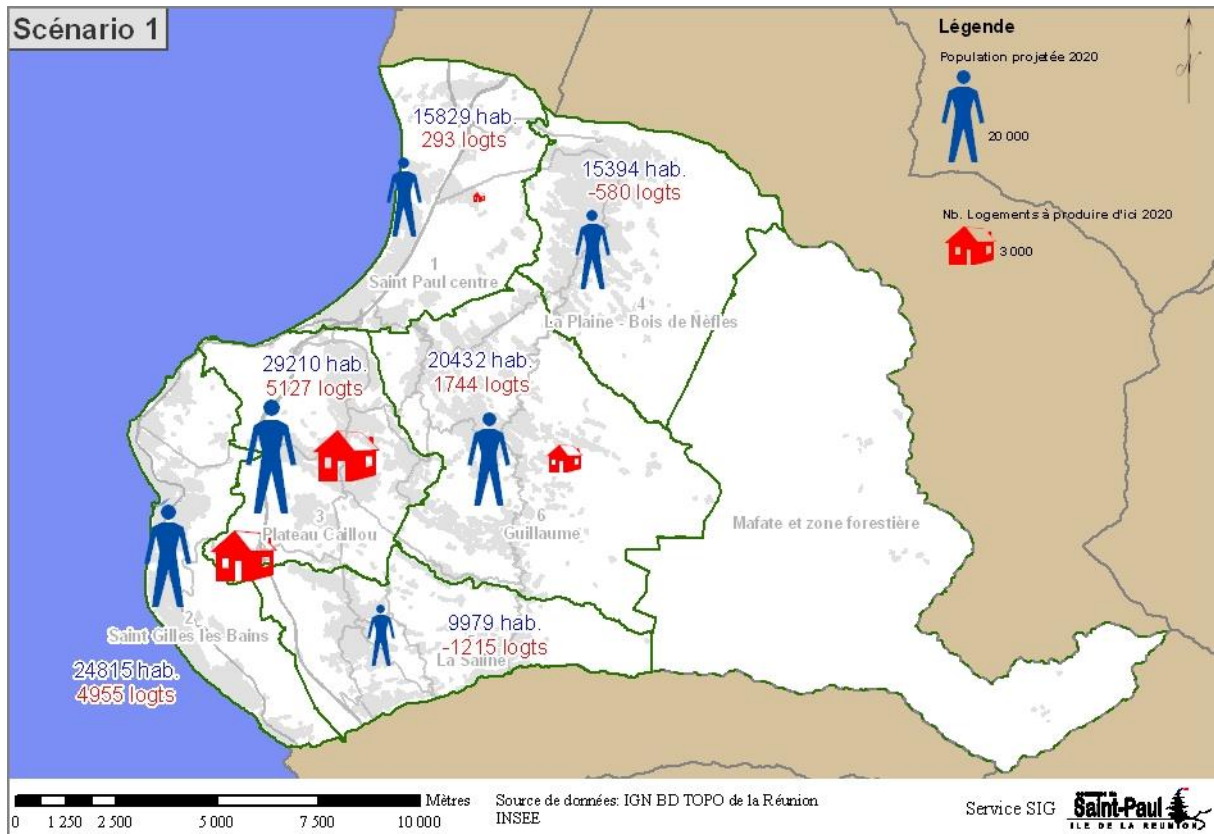 Scénario 1
Légende
Population projetée 2020
20 000
Nb. Logements à produire d'ici 2020
3 000
15829 hab.
293 logts
15394 hab.
-580 logts
1
Saint Paul centre
4
La Plaine - Bois de Nèfles
29210 hab.
5127 logts
20432 hab.
1744 logts
3
Plateau Caillou
6
Guillaume
Mafate et zone forestière
2
Saint Gilles les Bains
24815 hab.
4955 logts
9979 hab.
-1215 logts
La Saline
Mètres
0 1 250 2 500 5 000 7 500 10 000
Source de données: IGN BD TOPO de la Réunion
INSEE
Service SIG
Saint-Paul
ILE DE LA REUNION